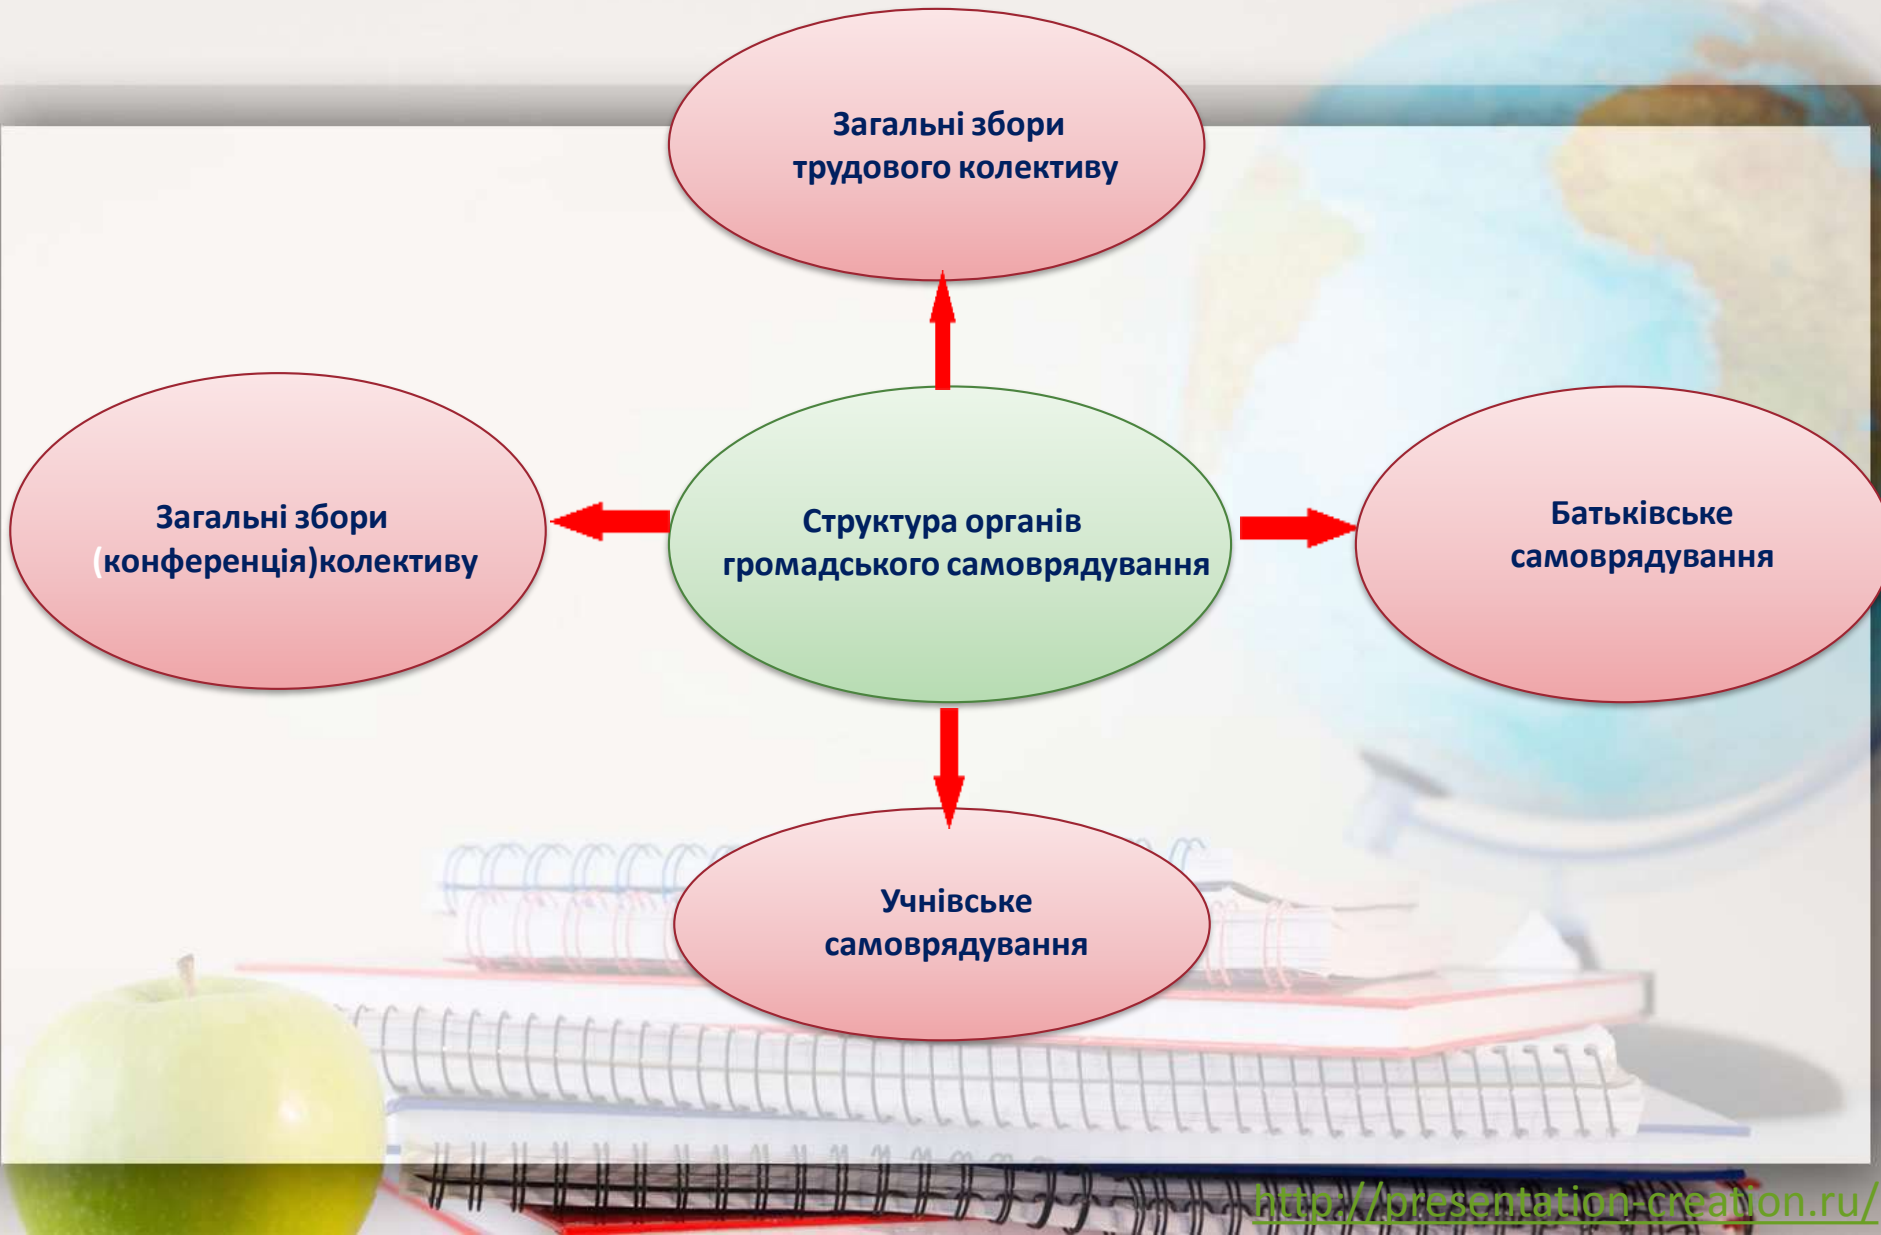 Загальні збори
трудового колективу
Загальні збори
(конференція)колективу
Структура органів
громадського самоврядування
Батьківське
самоврядування
Учнівське
самоврядування
http://presentation-creation.ru/